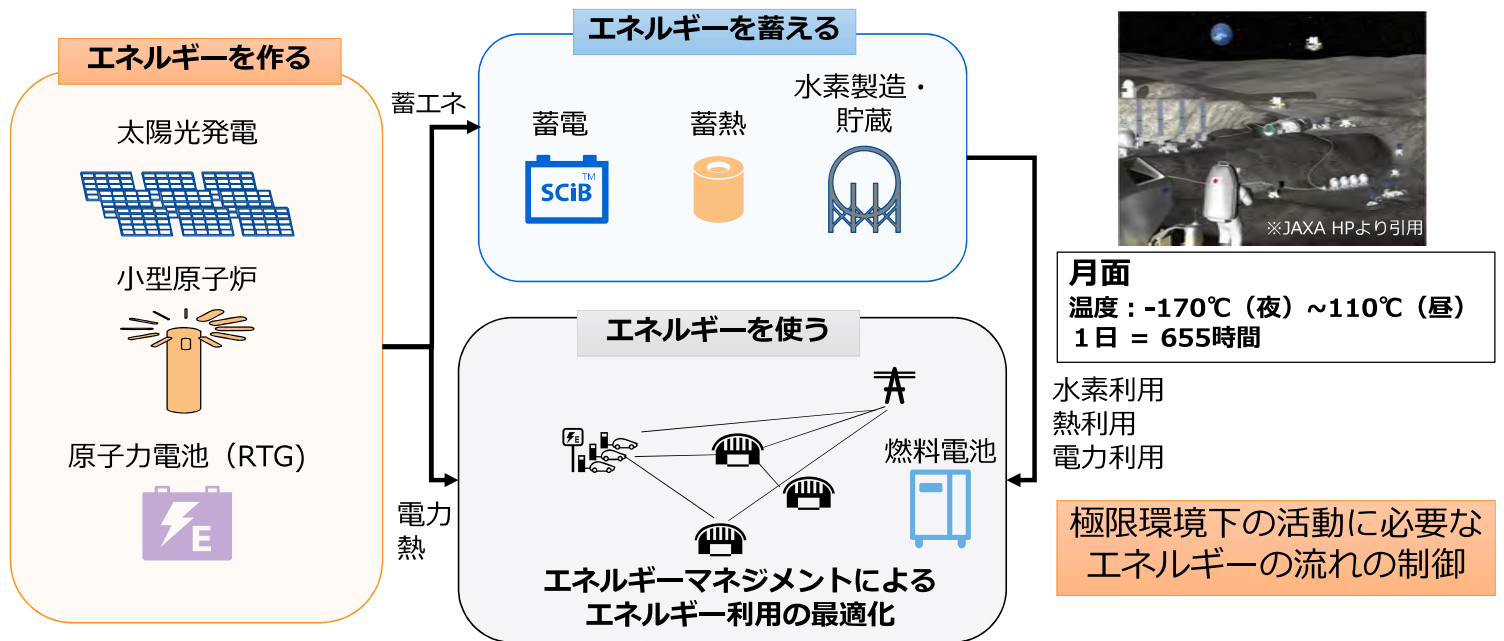 エネルギーを作る
太陽光発電
小型原子炉
原子力電池（RTG)
E
蓄エネ
電力
熱
エネルギーを蓄える
蓄電
SCiB™
蓄熱
水素製造・
貯蔵
エネルギーを使う
E
燃料電池
エネルギーマネジメントによる
エネルギー利用の最適化
※JAXA HPより引用
月面
温度：-170℃（夜）~110℃（昼）
１日 = 655時間
水素利用
熱利用
電力利用
極限環境下の活動に必要な
エネルギーの流れの制御